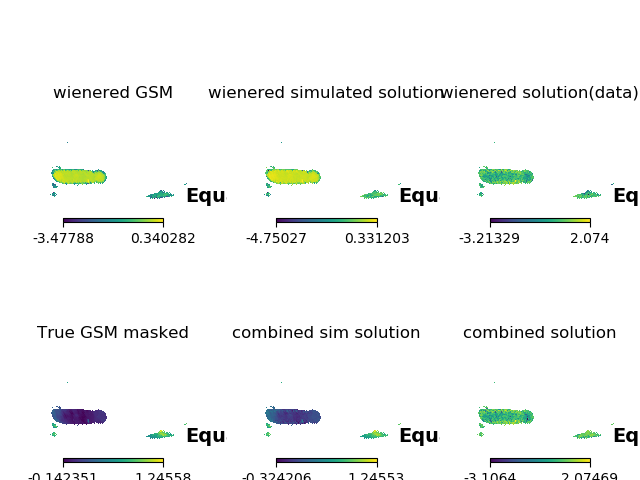 wienered GSM
wienered simulated solution
wienered solution(data)
Equ
Equ
Eq
-3.47788 0.340282
-4.75027 0.331203
-3.21329 2.074
True GSM masked
combined sim solution
combined solution
Equ
Equ
Eq
-0.142351 1.24558
-0.324206 1.24553
-3.1064 2.07469